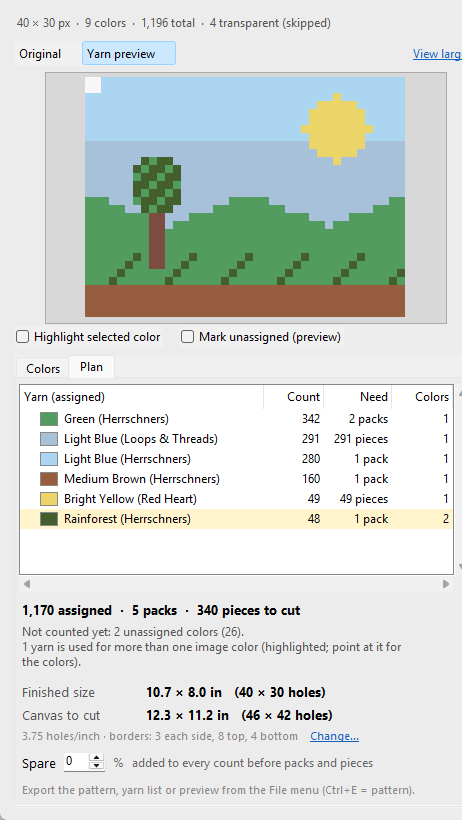 40 × 30 px · 9 colors · 1,196 total · 4 transparent (skipped)
Original Yarn preview View larg
Highlight selected color Mark unassigned (preview)
Colors Plan
Yarn (assigned) Count Need Colors
Green (Herrschners) 342 2 packs 1
Light Blue (Loops & Threads) 291 291 pieces 1
Light Blue (Herrschners) 280 1 pack 1
Medium Brown (Herrschners) 160 1 pack 1
Bright Yellow (Red Heart) 49 49 pieces 1
Rainforest (Herrschners) 48 1 pack 2
1,170 assigned · 5 packs · 340 pieces to cut
Not counted yet: 2 unassigned colors (26).
1 yarn is used for more than one image color (highlighted; point at it for
the colors).
Finished size 10.7 × 8.0 in (40 × 30 holes)
Canvas to cut 12.3 × 11.2 in (46 × 42 holes)
3.75 holes/inch · borders: 3 each side, 8 top, 4 bottom Change...
Spare 0 % added to every count before packs and pieces
Export the pattern, yarn list or preview from the File menu (Ctrl+E = pattern).